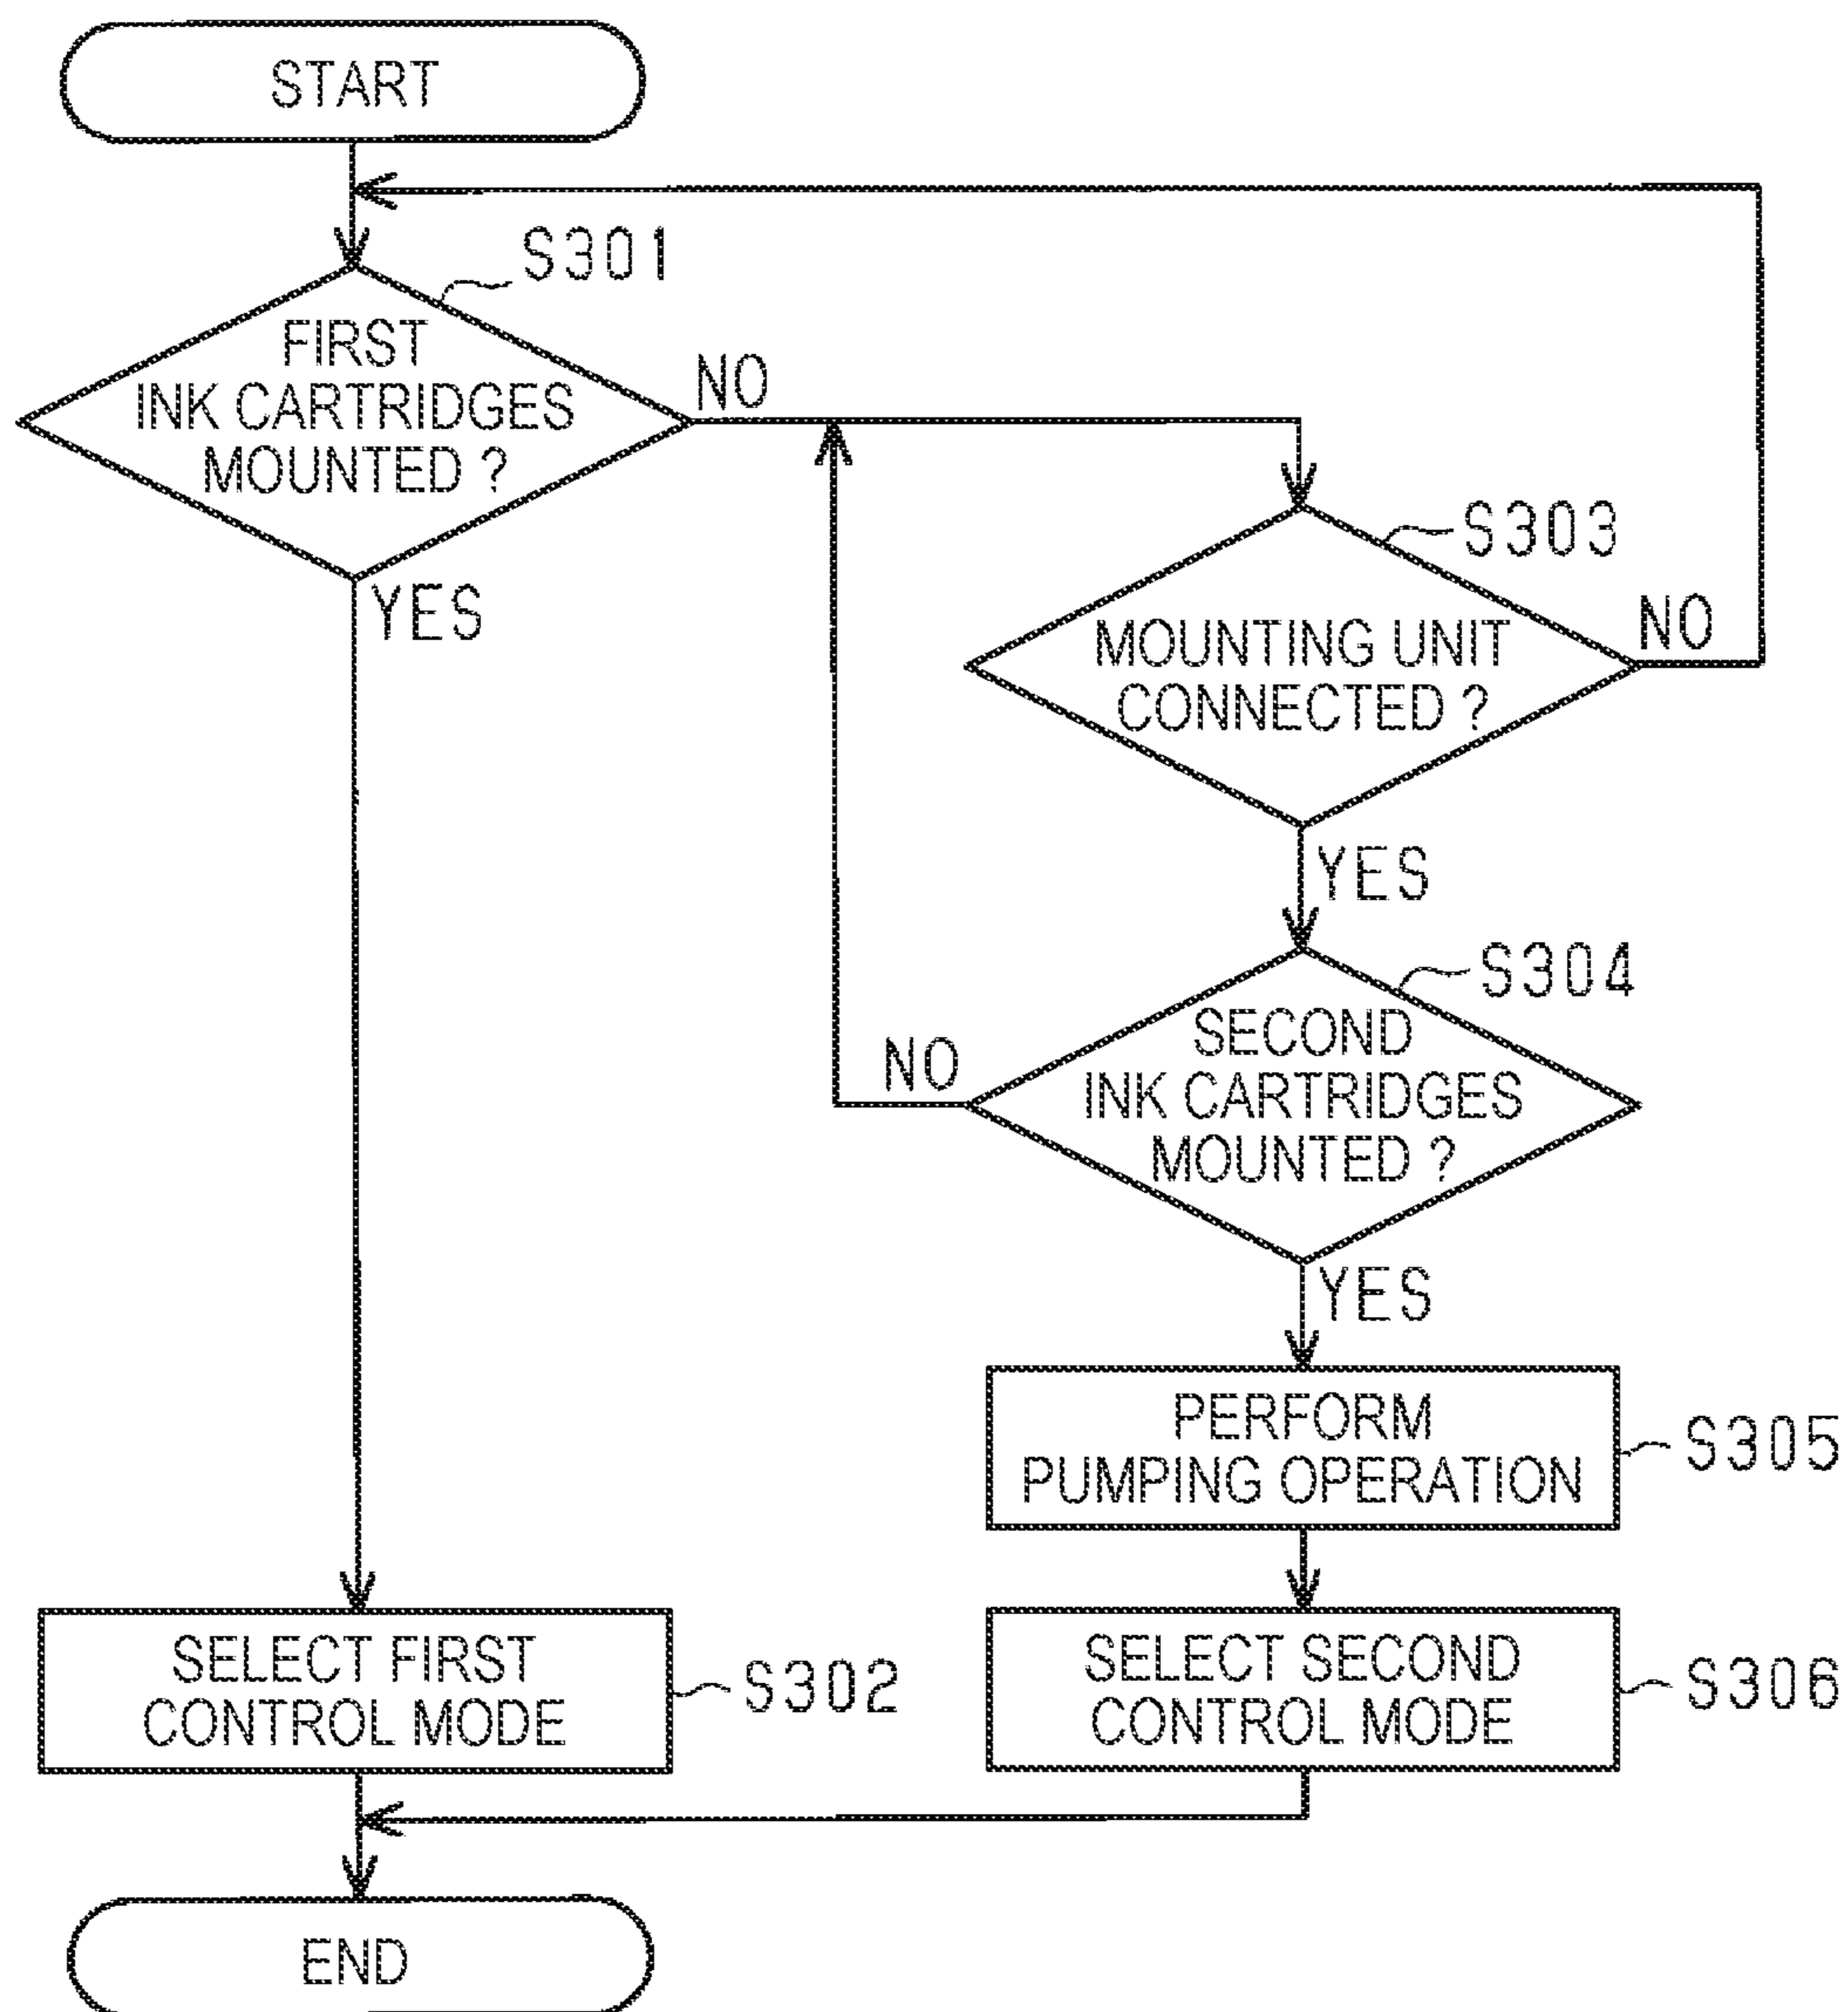 START
S301
FIRST
INK CARTRIDGES
MOUNTED ?
NO
YES
S303
MOUNTING UNIT
CONNECTED ?
NO
YES
S304
SECOND
INK CARTRIDGES
MOUNTED ?
NO
YES
PERFORM
PUMPING OPERATION
S305
SELECT FIRST
CONTROL MODE
S302
SELECT SECOND
CONTROL MODE
S306
END